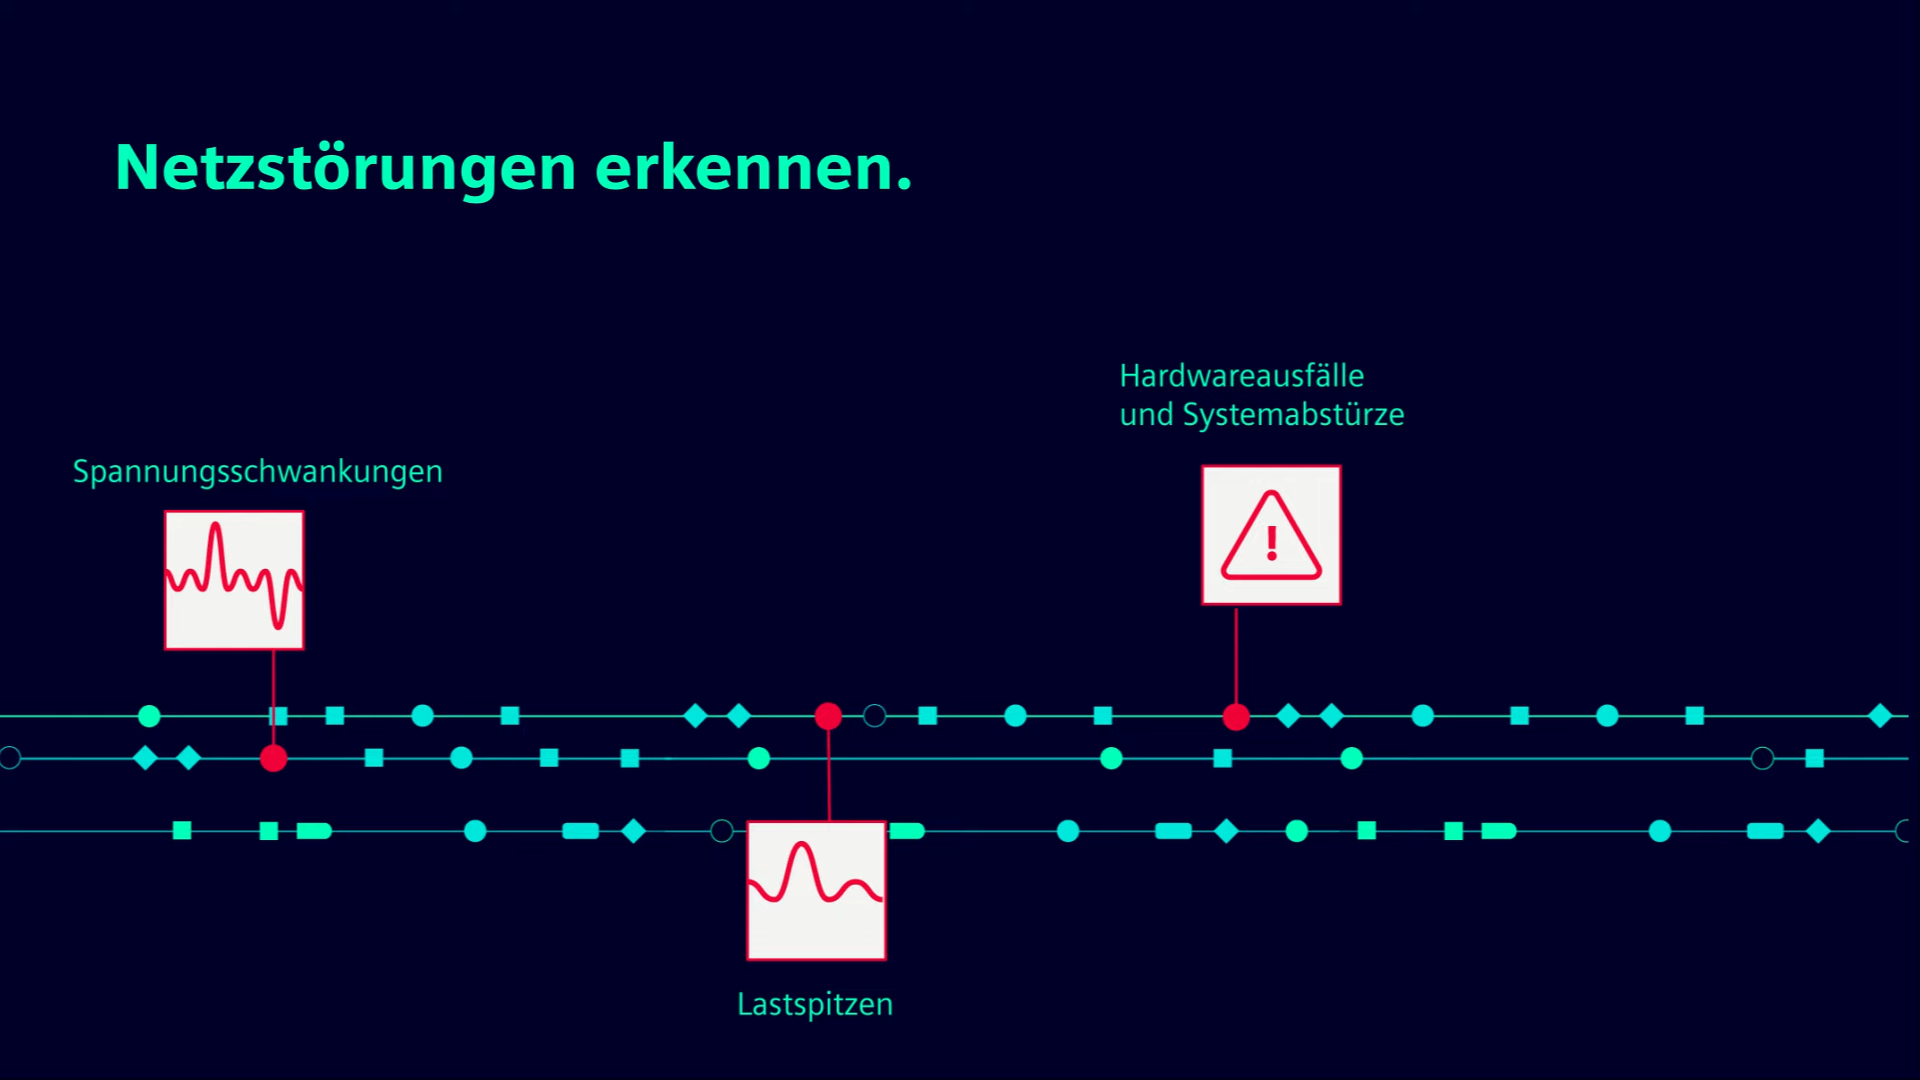 Netzstörungen erkennen.
Hardwareausfälle
und Systemabstürze
Spannungsschwankungen
!
Lastspitzen